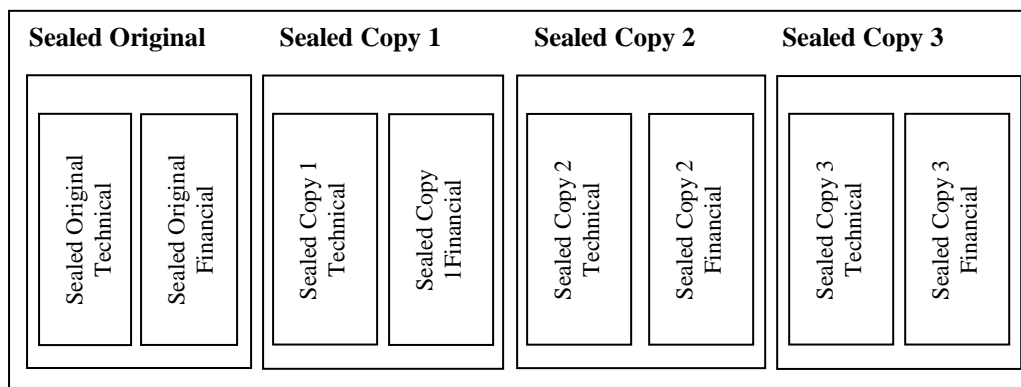 Sealed Original Sealed Copy 1 Sealed Copy 2 Sealed Copy 3
Sealed Original
Technical
Sealed Original
Financial
Sealed Copy 1
Technical
Sealed Copy
1Financial
Sealed Copy 2
Technical
Sealed Copy 2
Financial
Sealed Copy 3
Technical
Sealed Copy 3
Financial